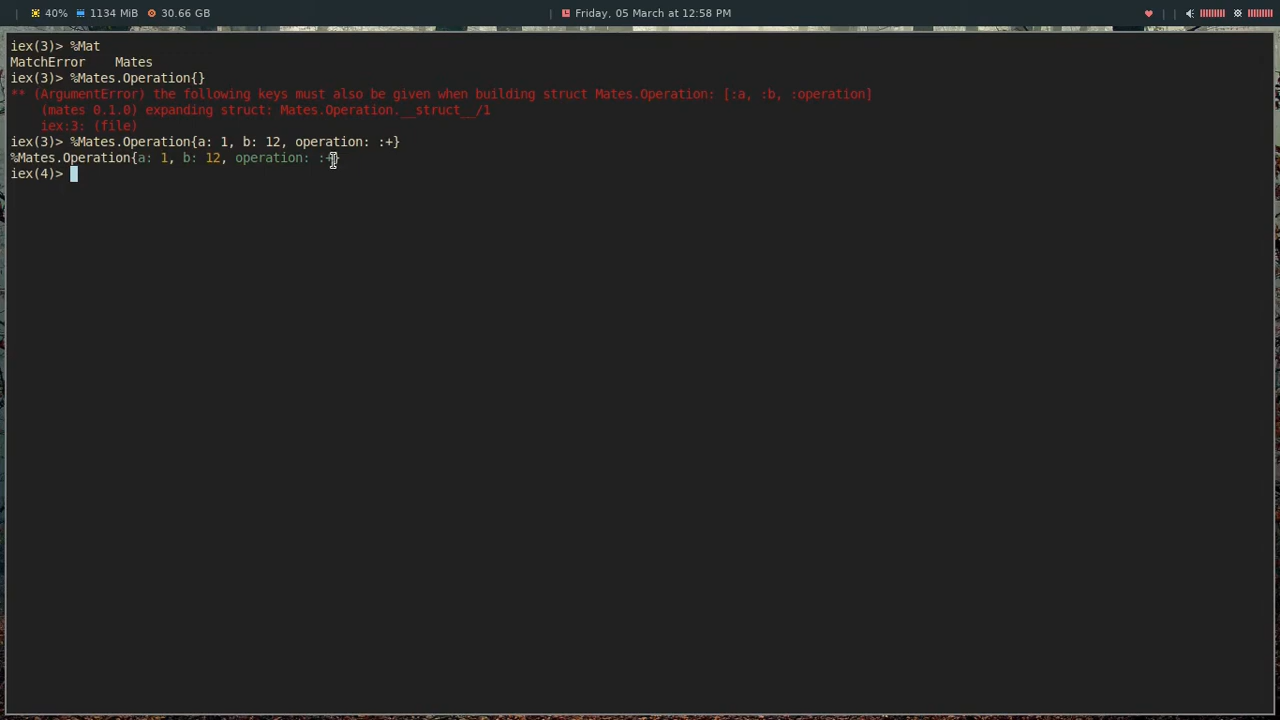 40% 1134 MiB 30.66 GB | Friday, 05 March at 12:58 PM
iex(3)> %Mat
MatchError    Mates
iex(3)> %Mates.Operation{}
** (ArgumentError) the following keys must also be given when building struct Mates.Operation: [:a, :b, :operation]
    (mates 0.1.0) expanding struct: Mates.Operation.__struct__/1
    iex:3: (file)
iex(3)> %Mates.Operation{a: 1, b: 12, operation: :+}
%Mates.Operation{a: 1, b: 12, operation: :+}
iex(4)>